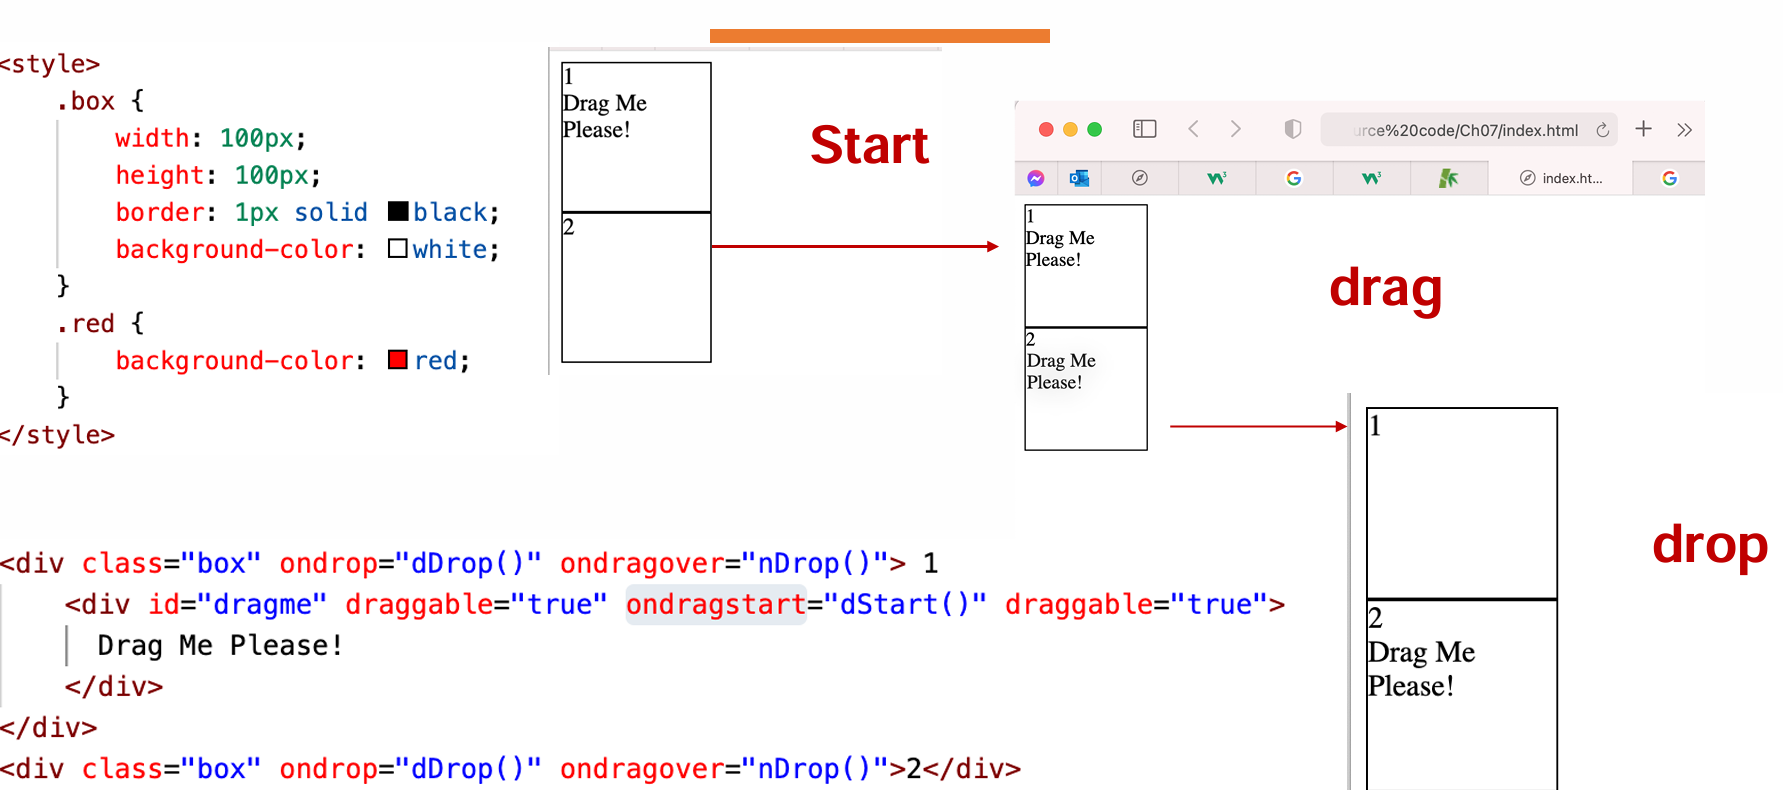 <style>
.box {
width: 100px;
height: 100px;
border: 1px solid black;
background-color: white;
}
.red {
background-color: red;
}
</style>
1
Drag Me
Please!
2
Start
urce%20code/Ch07/index.html
index.ht...
1
Drag Me
Please!
2
Drag Me
Please!
drag
1
2
Drag Me
Please!
drop
<div class="box" ondrop="dDrop()" ondragover="nDrop()"> 1
<div id="dragme" draggable="true" ondragstart="dStart()" draggable="true">
Drag Me Please!
</div>
</div>
<div class="box" ondrop="dDrop()" ondragover="nDrop()">2</div>